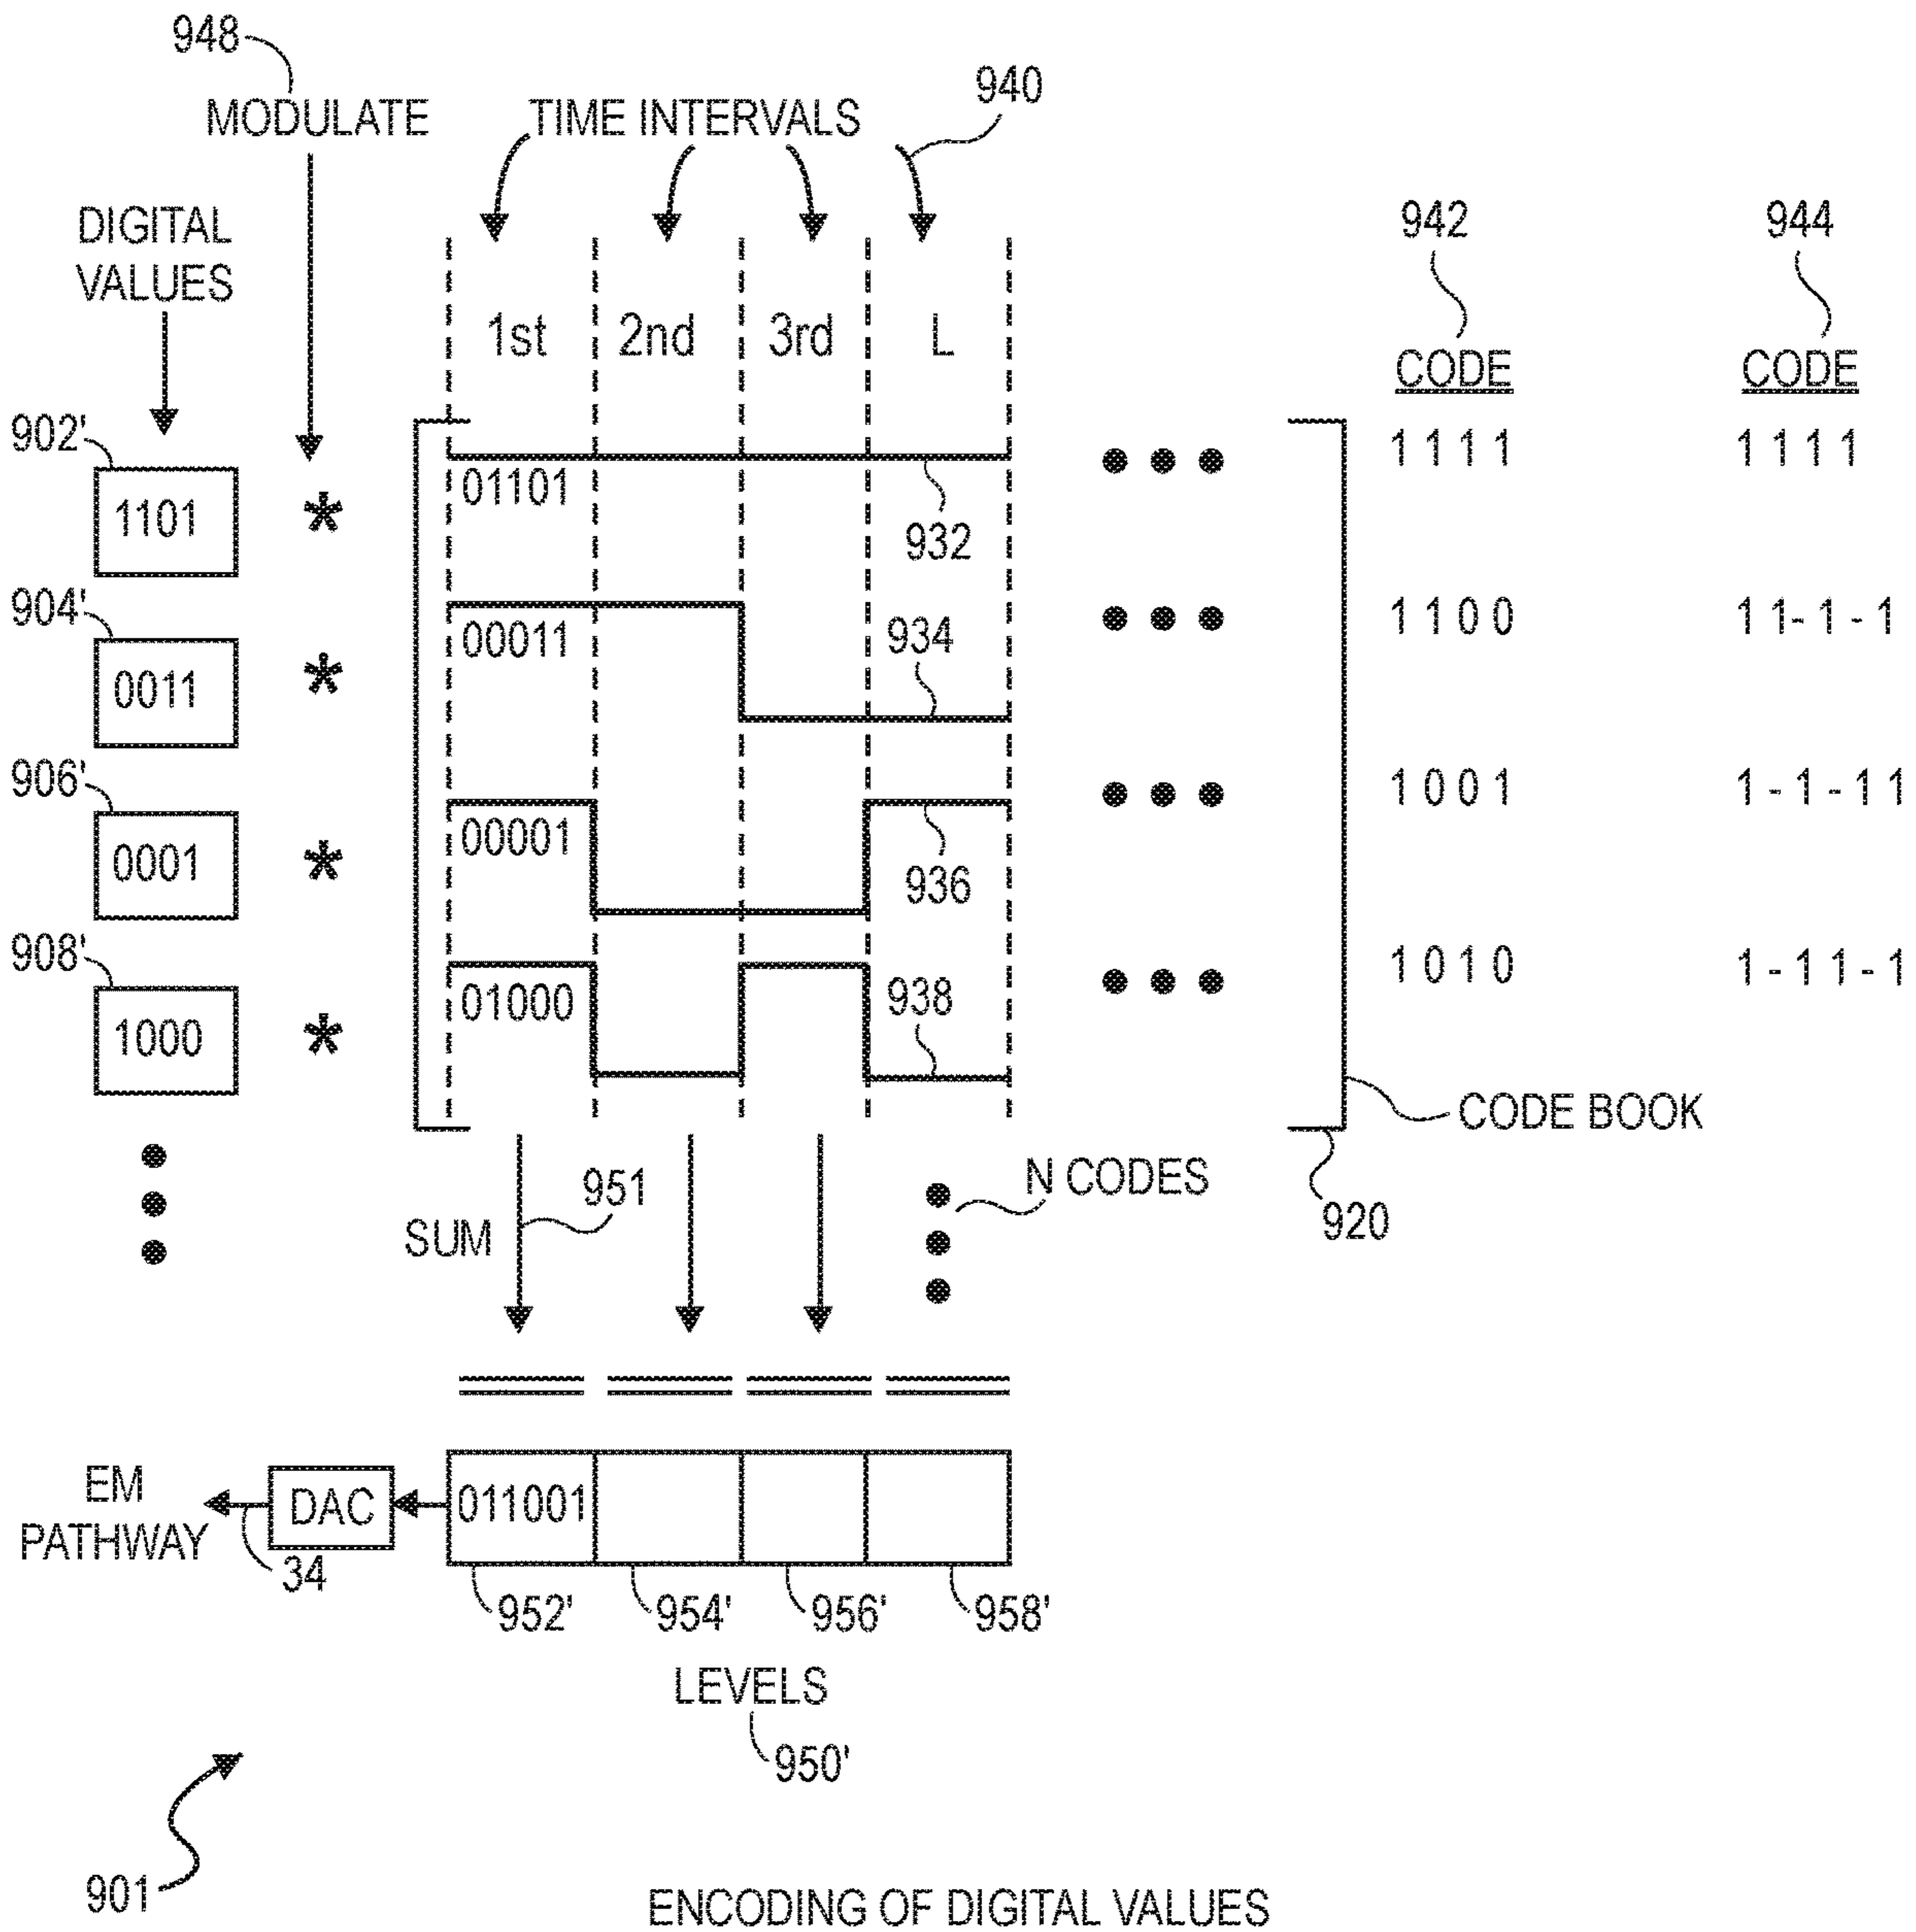 948
MODULATE
TIME INTERVALS
940
DIGITAL
VALUES
942
944
1st 2nd 3rd L
CODE
CODE
902'
1101
*
01101
932
1 1 1 1
1 1 1 1
904'
0011
*
00011
934
1 1 0 0
1 1 - 1 - 1
906'
0001
*
00001
936
1 0 0 1
1 - 1 - 1 1
908'
1000
*
01000
938
1 0 1 0
1 - 1 1 - 1
CODE BOOK
920
SUM
951
N CODES
EM
PATHWAY
34
DAC
011001
952'
954'
956'
958'
LEVELS
950'
901
ENCODING OF DIGITAL VALUES